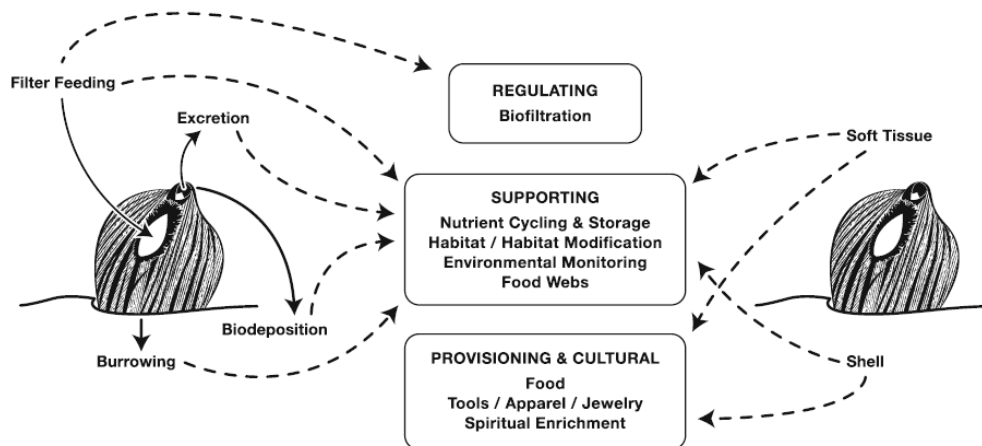 Filter Feeding
Excretion
Biodeposition
Burrowing
REGULATING
Biofiltration
SUPPORTING
Nutrient Cycling & Storage
Habitat / Habitat Modification
Environmental Monitoring
Food Webs
PROVISIONING & CULTURAL
Food
Tools / Apparel / Jewelry
Spiritual Enrichment
Soft Tissue
Shell